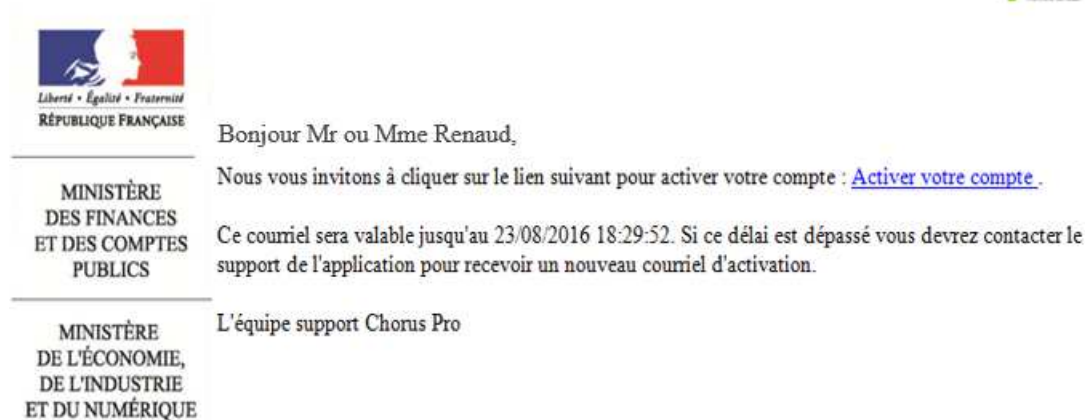 Liberté • Égalité • Fraternité
RÉPUBLIQUE FRANÇAISE
MINISTÈRE
DES FINANCES
ET DES COMPTES
PUBLICS
MINISTÈRE
DE L'ÉCONOMIE,
DE L'INDUSTRIE
ET DU NUMÉRIQUE
Bonjour Mr ou Mme Renaud,
Nous vous invitons à cliquer sur le lien suivant pour activer votre compte : Activer votre compte .
Ce courriel sera valable jusqu'au 23/08/2016 18:29:52. Si ce délai est dépassé vous devrez contacter le
support de l'application pour recevoir un nouveau courriel d'activation.
L'équipe support Chorus Pro